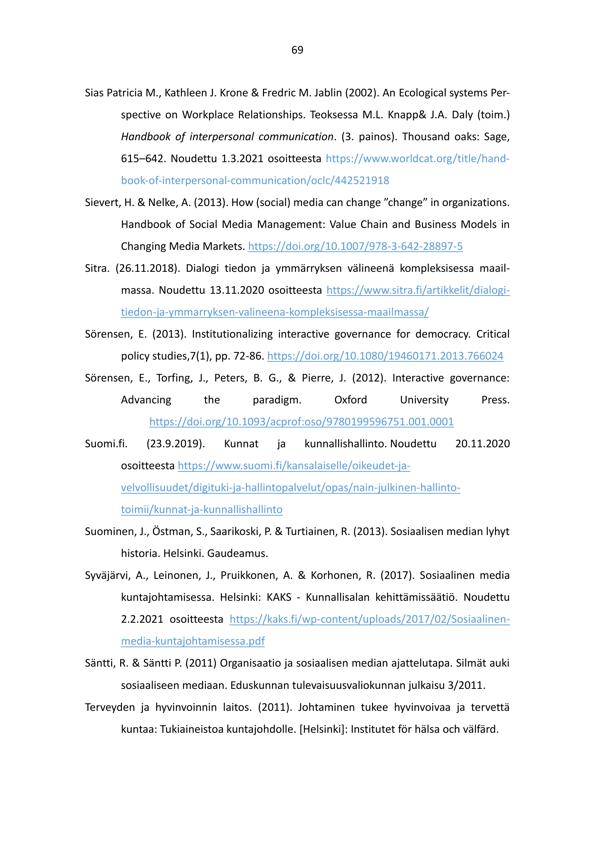 69
Sias Patricia M., Kathleen J. Krone & Fredric M. Jablin (2002). An Ecological systems Per-
spective on Workplace Relationships. Teoksessa M.L. Knapp& J.A. Daly (toim.)
Handbook of interpersonal communication. (3. painos). Thousand oaks: Sage,
615–642. Noudettu 1.3.2021 osoitteesta https://www.worldcat.org/title/hand-
book-of-interpersonal-communication/oclc/442521918
Sievert, H. & Nelke, A. (2013). How (social) media can change ”change” in organizations.
Handbook of Social Media Management: Value Chain and Business Models in
Changing Media Markets. https://doi.org/10.1007/978-3-642-28897-5
Sitra. (26.11.2018). Dialogi tiedon ja ymmärryksen välineenä kompleksisessa maail-
massa. Noudettu 13.11.2020 osoitteesta https://www.sitra.fi/artikkelit/dialogi-
tiedon-ja-ymmarryksen-valineena-kompleksisessa-maailmassa/
Sörensen, E. (2013). Institutionalizing interactive governance for democracy. Critical
policy studies,7(1), pp. 72-86. https://doi.org/10.1080/19460171.2013.766024
Sörensen, E., Torfing, J., Peters, B. G., & Pierre, J. (2012). Interactive governance:
Advancing the paradigm. Oxford University Press.
https://doi.org/10.1093/acprof:oso/9780199596751.001.0001
Suomi.fi. (23.9.2019). Kunnat ja kunnallishallinto. Noudettu 20.11.2020
osoitteesta https://www.suomi.fi/kansalaiselle/oikeudet-ja-
velvollisuudet/digituki-ja-hallintopalvelut/opas/nain-julkinen-hallinto-
toimii/kunnat-ja-kunnallishallinto
Suominen, J., Östman, S., Saarikoski, P. & Turtiainen, R. (2013). Sosiaalisen median lyhyt
historia. Helsinki. Gaudeamus.
Syväjärvi, A., Leinonen, J., Pruikkonen, A. & Korhonen, R. (2017). Sosiaalinen media
kuntajohtamisessa. Helsinki: KAKS - Kunnallisalan kehittämissäätiö. Noudettu
2.2.2021 osoitteesta https://kaks.fi/wp-content/uploads/2017/02/Sosiaalinen-
media-kuntajohtamisessa.pdf
Säntti, R. & Säntti P. (2011) Organisaatio ja sosiaalisen median ajattelutapa. Silmät auki
sosiaaliseen mediaan. Eduskunnan tulevaisuusvaliokunnan julkaisu 3/2011.
Terveyden ja hyvinvoinnin laitos. (2011). Johtaminen tukee hyvinvoivaa ja tervettä
kuntaa: Tukiaineistoa kuntajohdolle. [Helsinki]: Institutet för hälsa och välfärd.